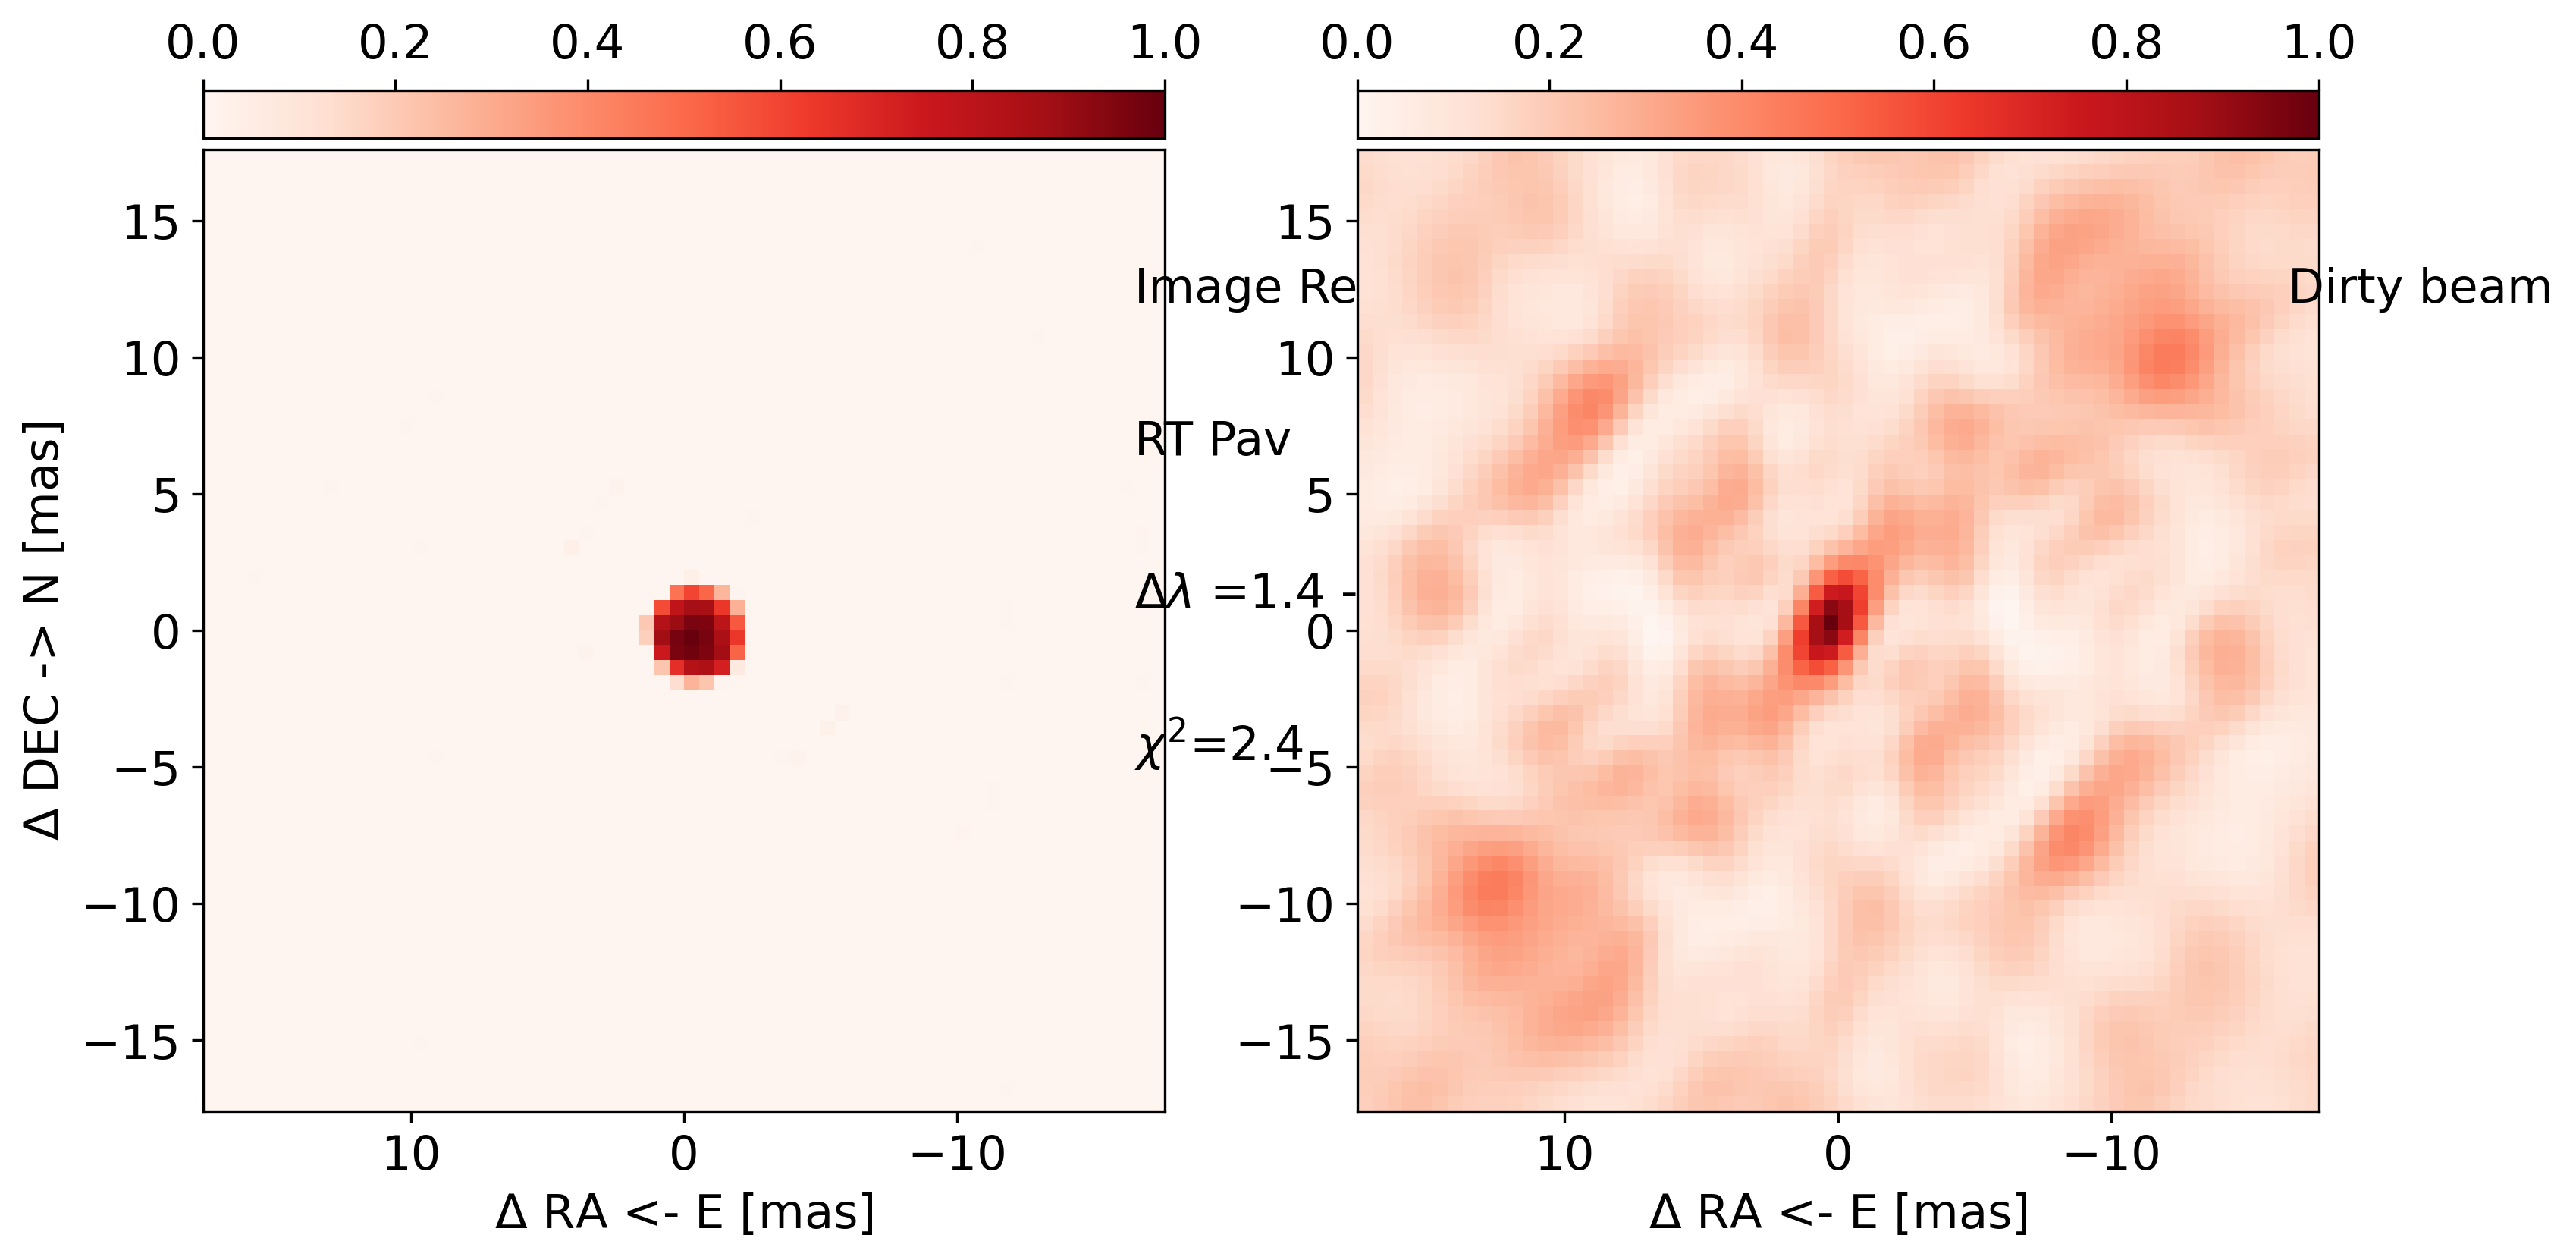 0.0 0.2 0.4 0.6 0.8 1.0
0.0 0.2 0.4 0.6 0.8 1.0
Δ DEC -> N [mas]
15
10
5
0
−5
−10
−15
10 0 −10
Δ RA <- E [mas]
Image Re
RT Pav
Δλ =1.4 -
χ²=2.4
15
10
5
0
−5
−10
−15
10 0 −10
Δ RA <- E [mas]
Dirty beam